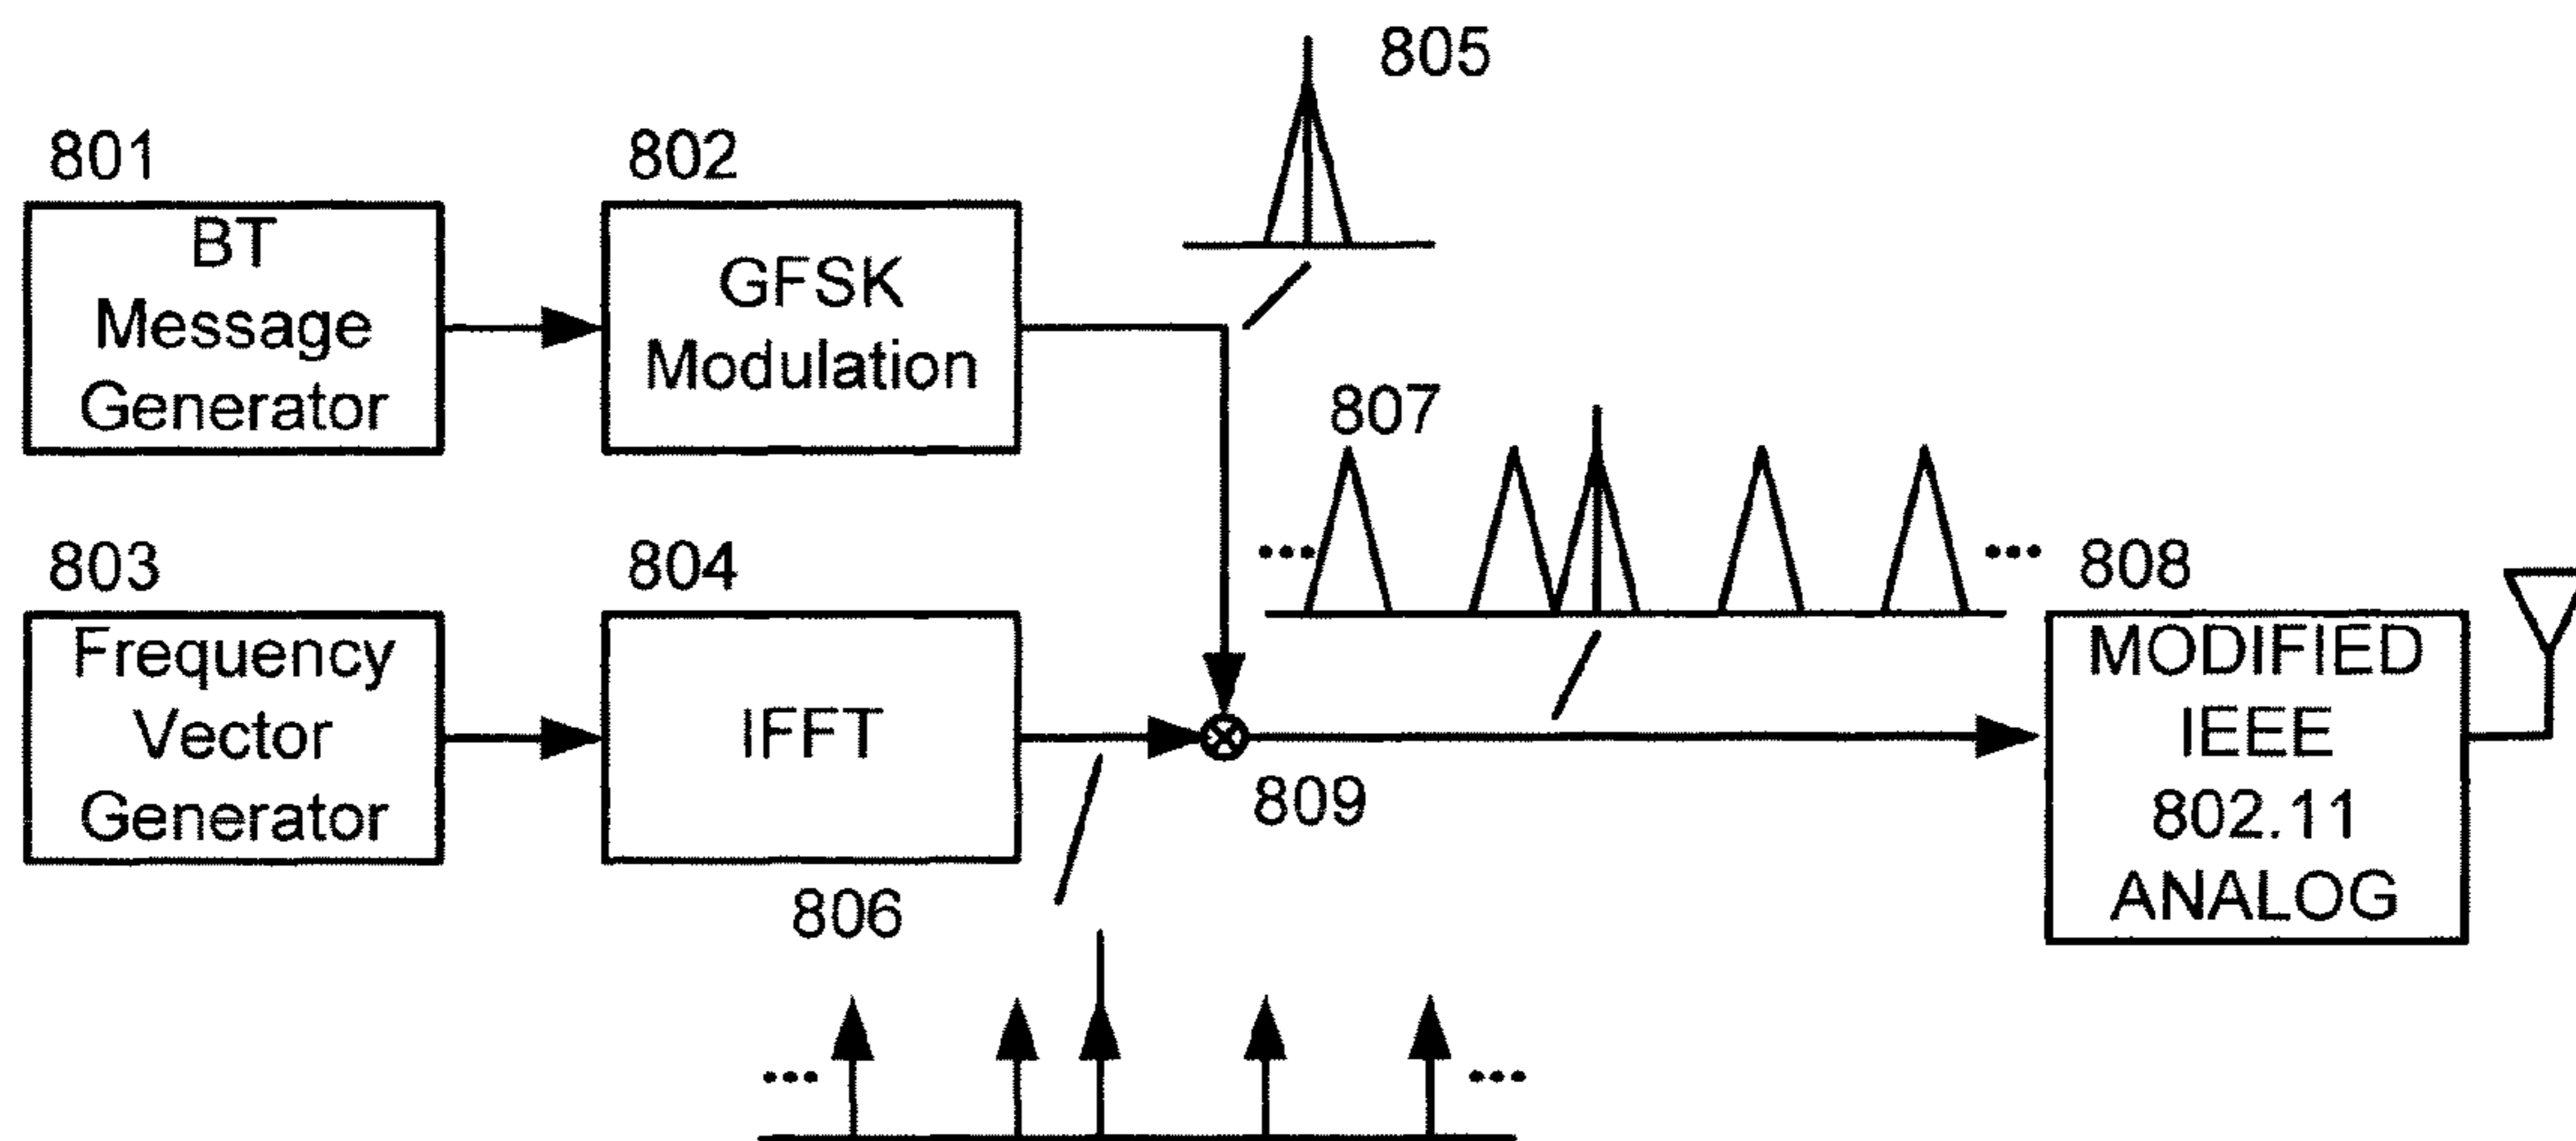 805
801
802
BT
Message
Generator
GFSK
Modulation
807
...
...
803
804
808
Frequency
Vector
Generator
IFFT
MODIFIED
IEEE
802.11
ANALOG
809
806
...
...